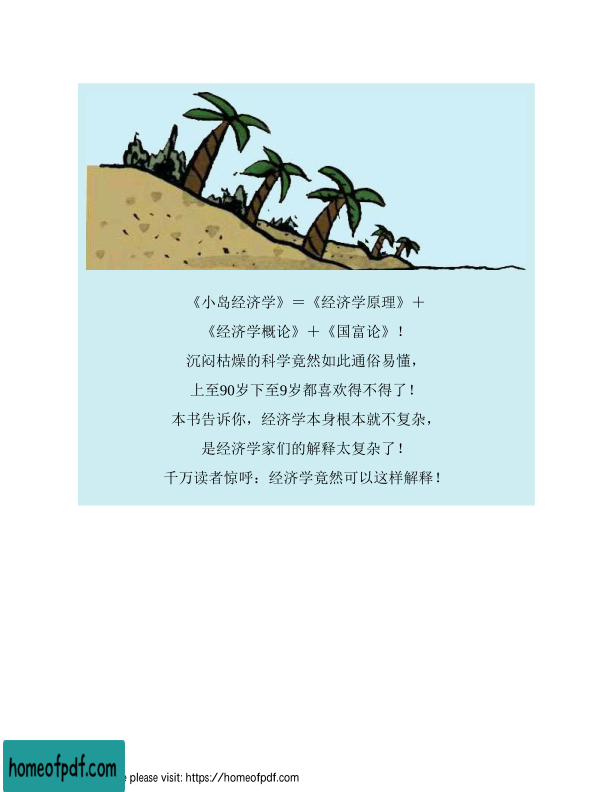 《小岛经济学》＝《经济学原理》＋
《经济学概论》＋《国富论》！
沉闷枯燥的科学竟然如此通俗易懂，
上至90岁下至9岁都喜欢得不得了！
本书告诉你，经济学本身根本就不复杂，
是经济学家们的解释太复杂了！
千万读者惊呼：经济学竟然可以这样解释！
homeofpdf.com
please visit: https://homeofpdf.com